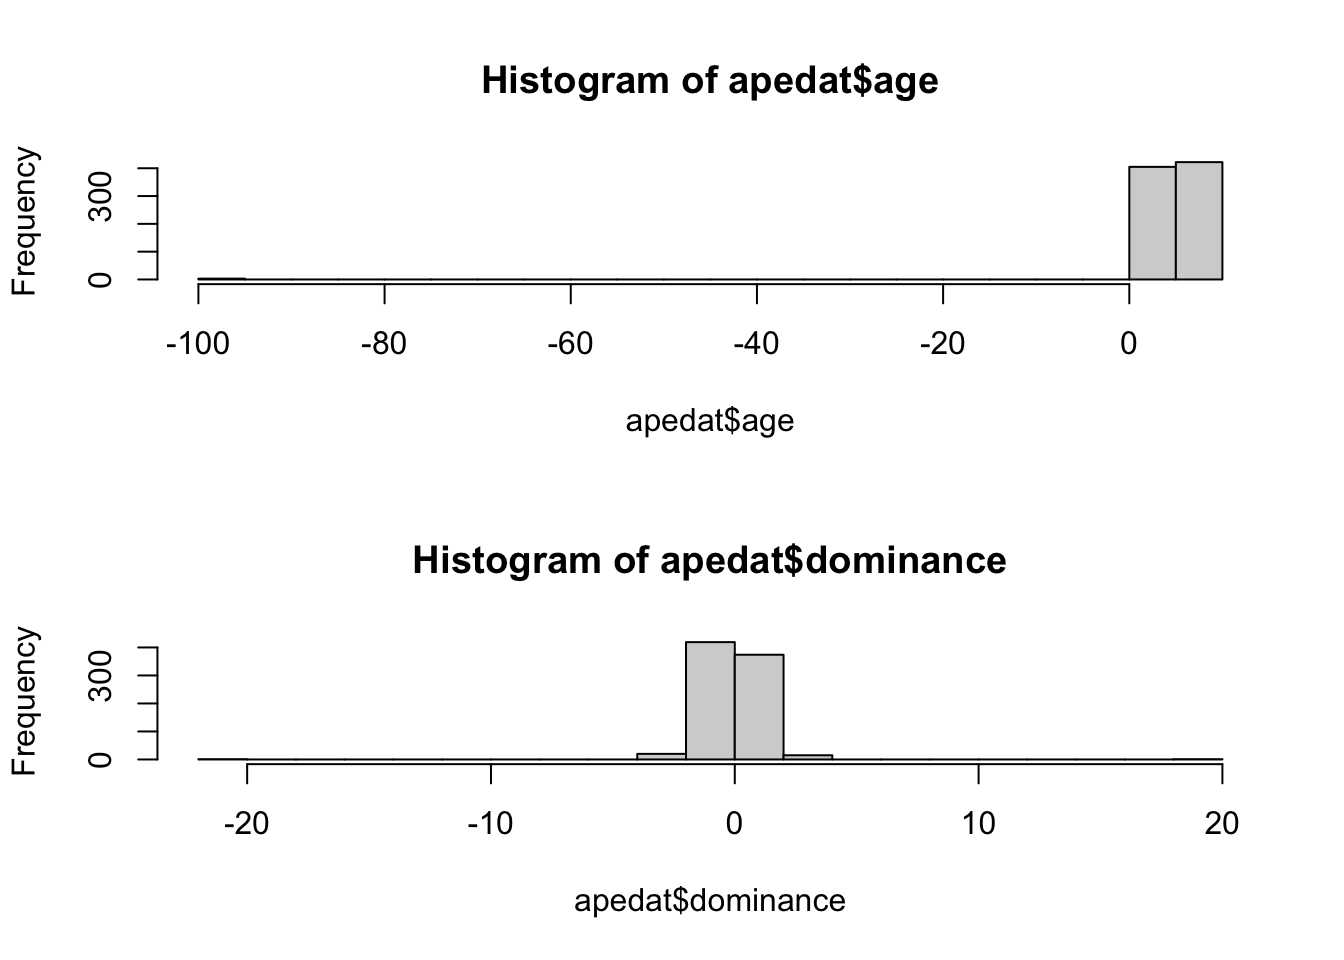 Histogram of apedat$age
Frequency
300
0
-100 -80 -60 -40 -20 0
apedat$age
Histogram of apedat$dominance
Frequency
300
0
-20 -10 0 10 20
apedat$dominance